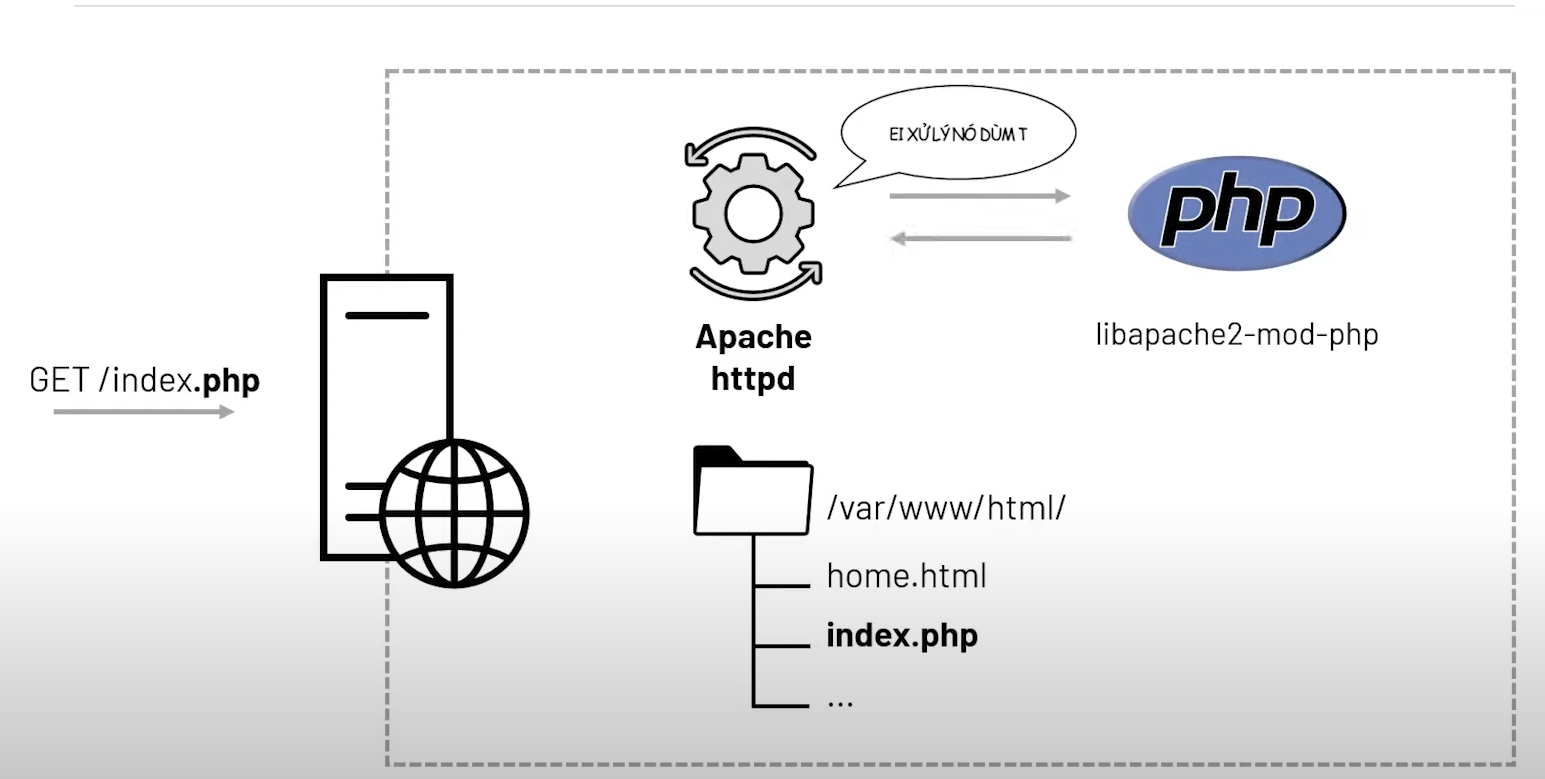 EI XỬ LÝ NÓ DÙM T
php
Apache
httpd
libapache2-mod-php
GET /index.php
/var/www/html/
home.html
index.php
...